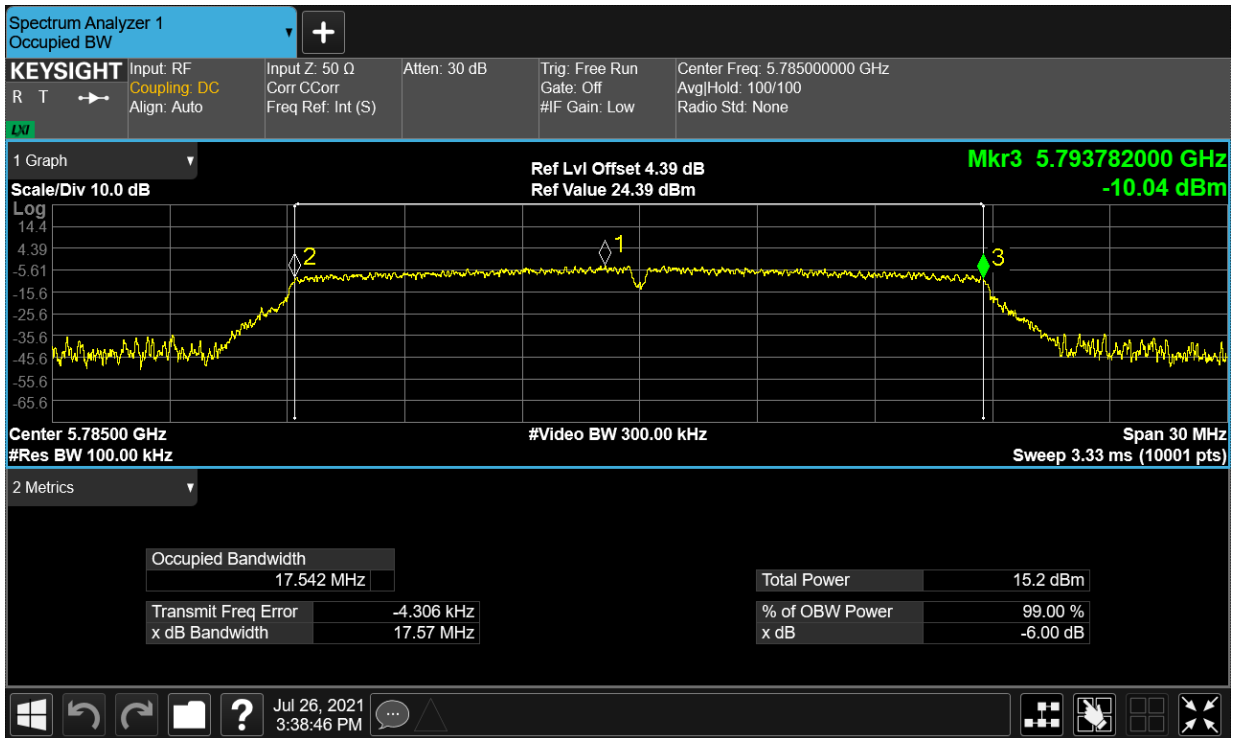 Spectrum Analyzer 1
Occupied BW
KEYSIGHT
R T
LXI
Input: RF
Coupling: DC
Align: Auto
Input Z: 50 Ω
Corr CCorr
Freq Ref: Int (S)
Atten: 30 dB
Trig: Free Run
Gate: Off
#IF Gain: Low
Center Freq: 5.785000000 GHz
Avg|Hold: 100/100
Radio Std: None
1 Graph
Scale/Div 10.0 dB
Ref Lvl Offset 4.39 dB
Ref Value 24.39 dBm
Mkr3 5.793782000 GHz
-10.04 dBm
Log
14.4
4.39
-5.61
-15.6
-25.6
-35.6
-45.6
-55.6
-65.6
2
1
3
Center 5.78500 GHz
#Video BW 300.00 kHz
Span 30 MHz
#Res BW 100.00 kHz
Sweep 3.33 ms (10001 pts)
2 Metrics
Occupied Bandwidth
17.542 MHz
Transmit Freq Error -4.306 kHz
x dB Bandwidth 17.57 MHz
Total Power 15.2 dBm
% of OBW Power 99.00 %
x dB -6.00 dB
?
Jul 26, 2021
3:38:46 PM